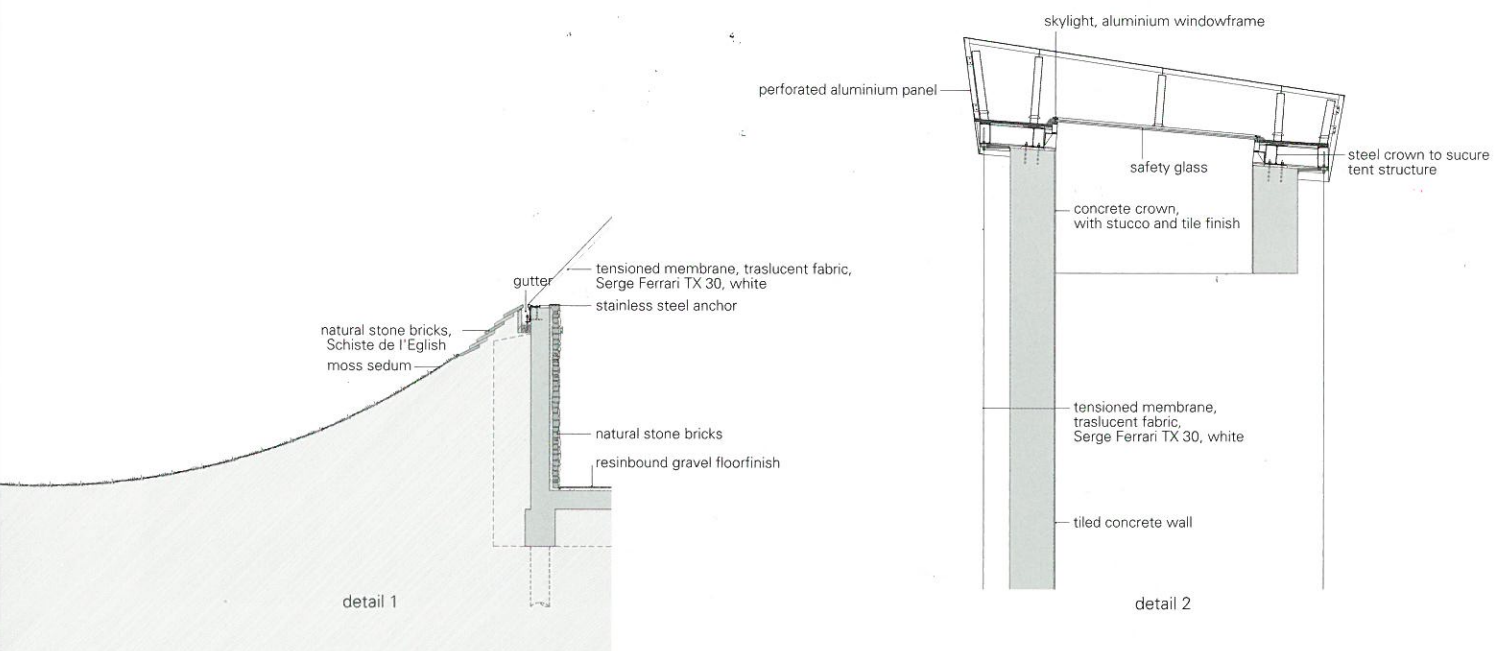 skylight, aluminium windowframe
perforated aluminium panel
safety glass
steel crown to sucure
tent structure
concrete crown,
with stucco and tile finish
tensioned membrane, traslucent fabric,
Serge Ferrari TX 30, white
gutter
stainless steel anchor
natural stone bricks,
Schiste de l'Eglish
moss sedum
natural stone bricks
resinbound gravel floorfinish
tensioned membrane,
traslucent fabric,
Serge Ferrari TX 30, white
tiled concrete wall
detail 1
detail 2